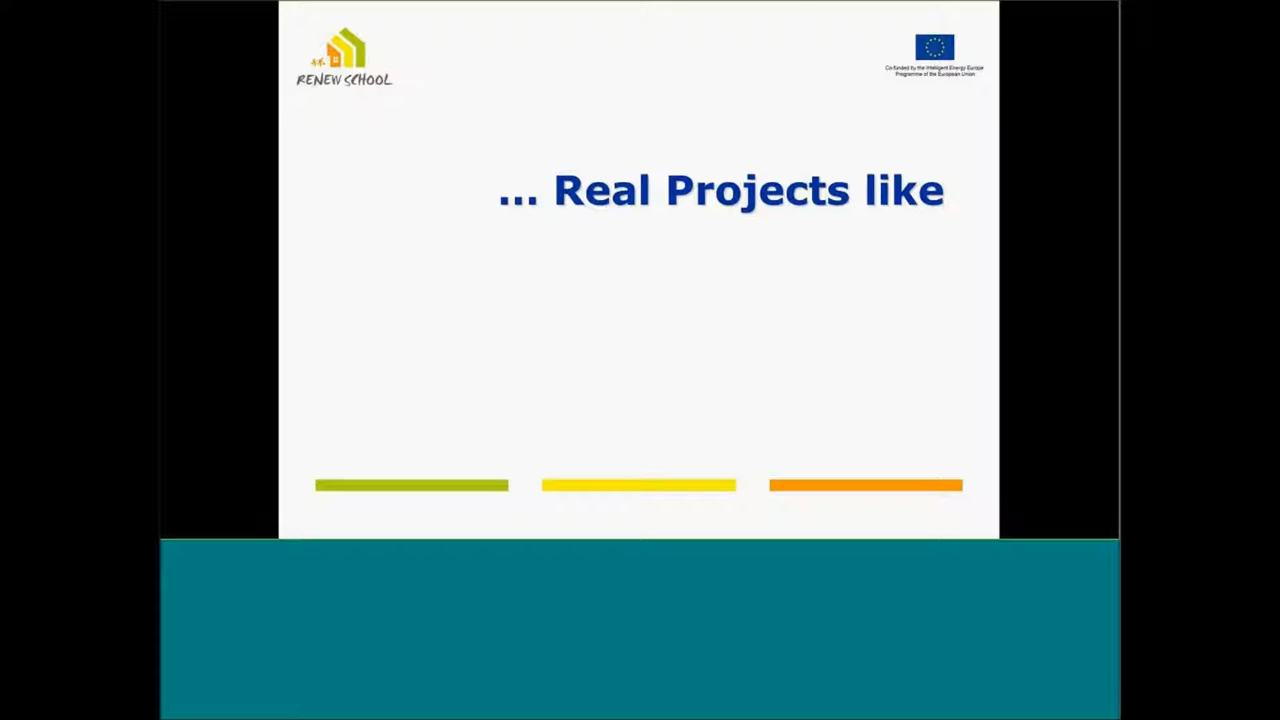 RENEW SCHOOL
Co-funded by the Intelligent Energy Europe
Programme of the European Union
... Real Projects like